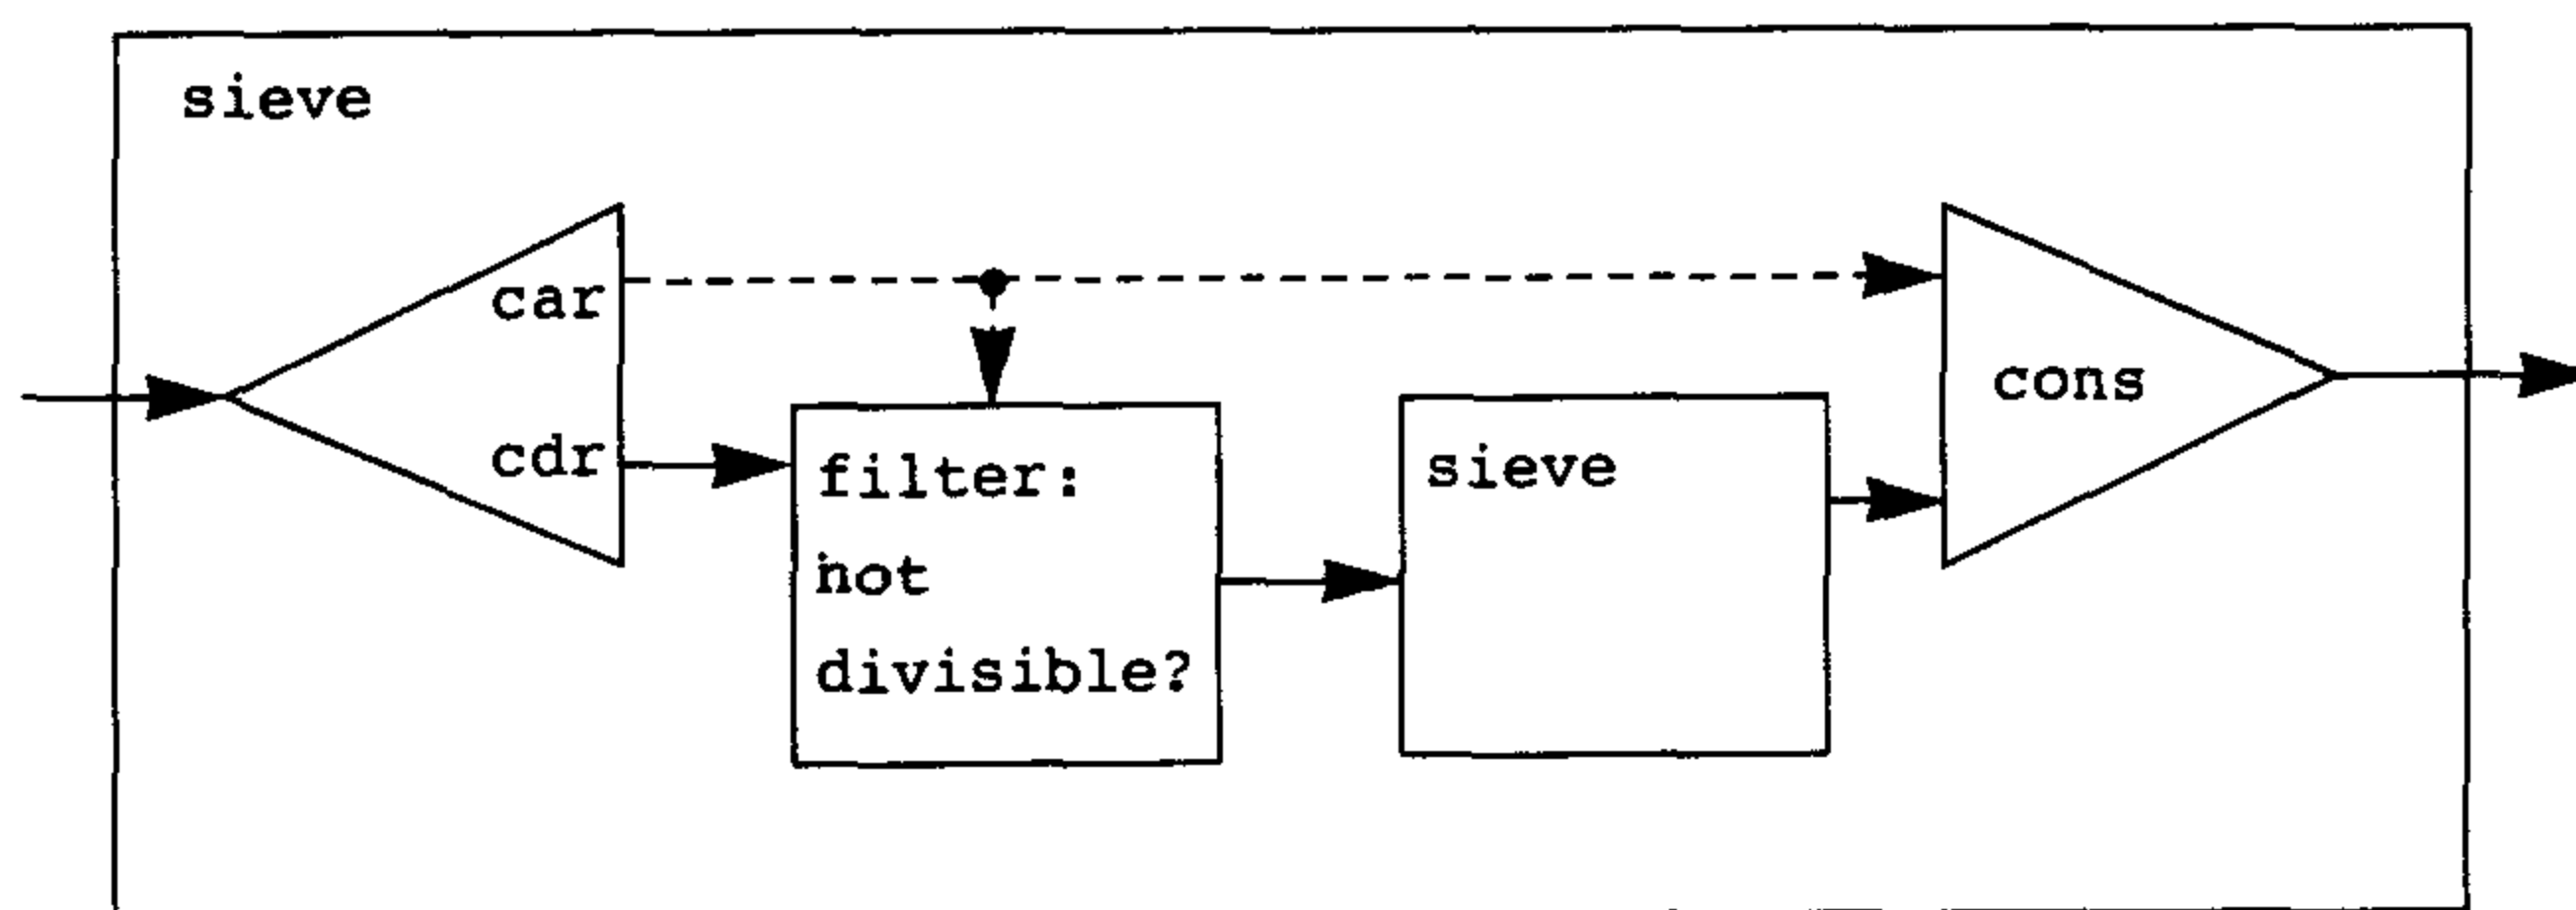 sieve
car
cdr
filter:
not
divisible?
sieve
cons